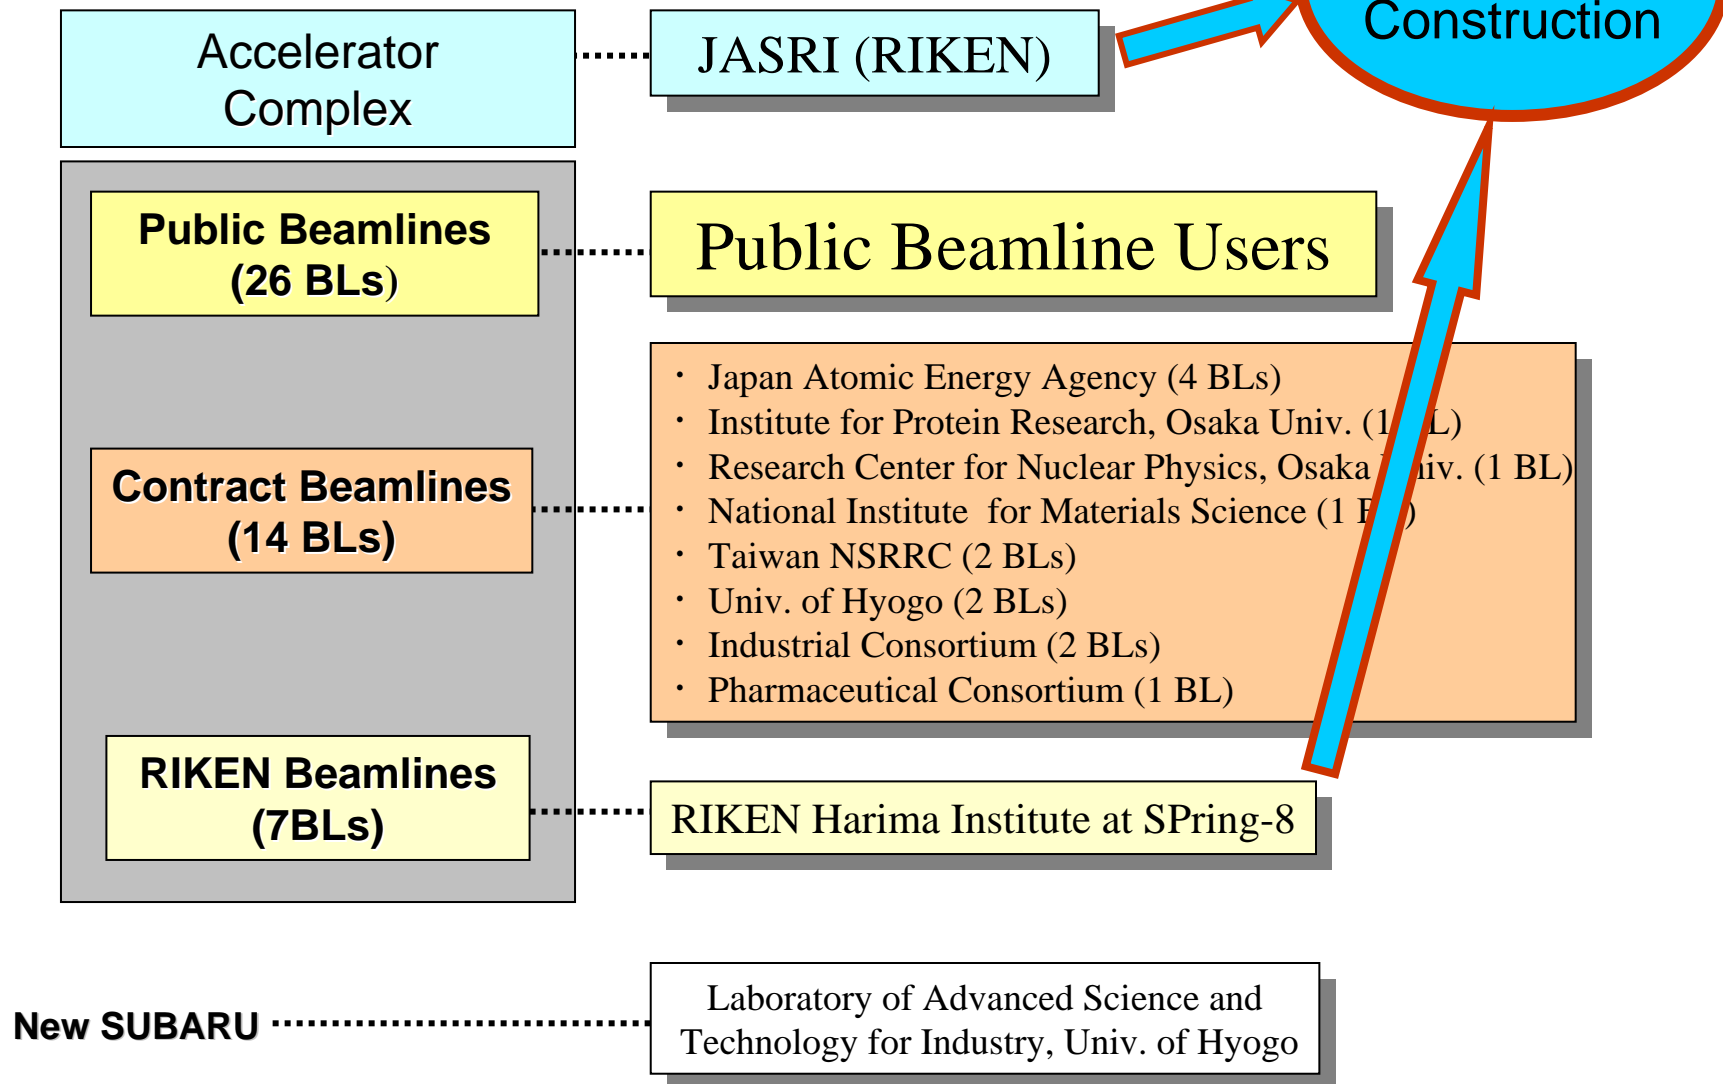 Construction
Accelerator
Complex
JASRI (RIKEN)
Public Beamlines
(26 BLs)
Public Beamline Users
Contract Beamlines
(14 BLs)
・ Japan Atomic Energy Agency (4 BLs)
・ Institute for Protein Research, Osaka Univ. (1 L)
・ Research Center for Nuclear Physics, Osaka iv. (1 BL)
・ National Institute for Materials Science (1 )
・ Taiwan NSRRC (2 BLs)
・ Univ. of Hyogo (2 BLs)
・ Industrial Consortium (2 BLs)
・ Pharmaceutical Consortium (1 BL)
RIKEN Beamlines
(7BLs)
RIKEN Harima Institute at SPring-8
New SUBARU
Laboratory of Advanced Science and
Technology for Industry, Univ. of Hyogo